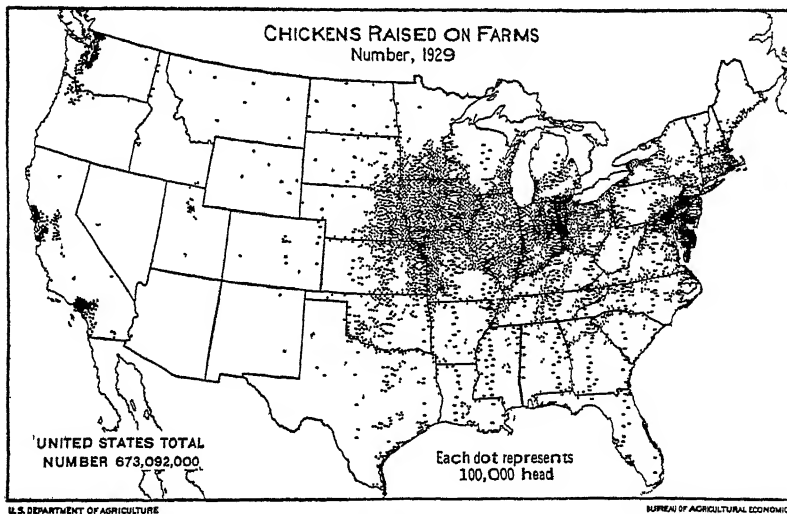 CHICKENS RAISED ON FARMS
Number, 1929
UNITED STATES TOTAL
NUMBER 673,092,000
Each dot represents
100,000 head
U.S. DEPARTMENT OF AGRICULTURE
BUREAU OF AGRICULTURAL ECONOMIC